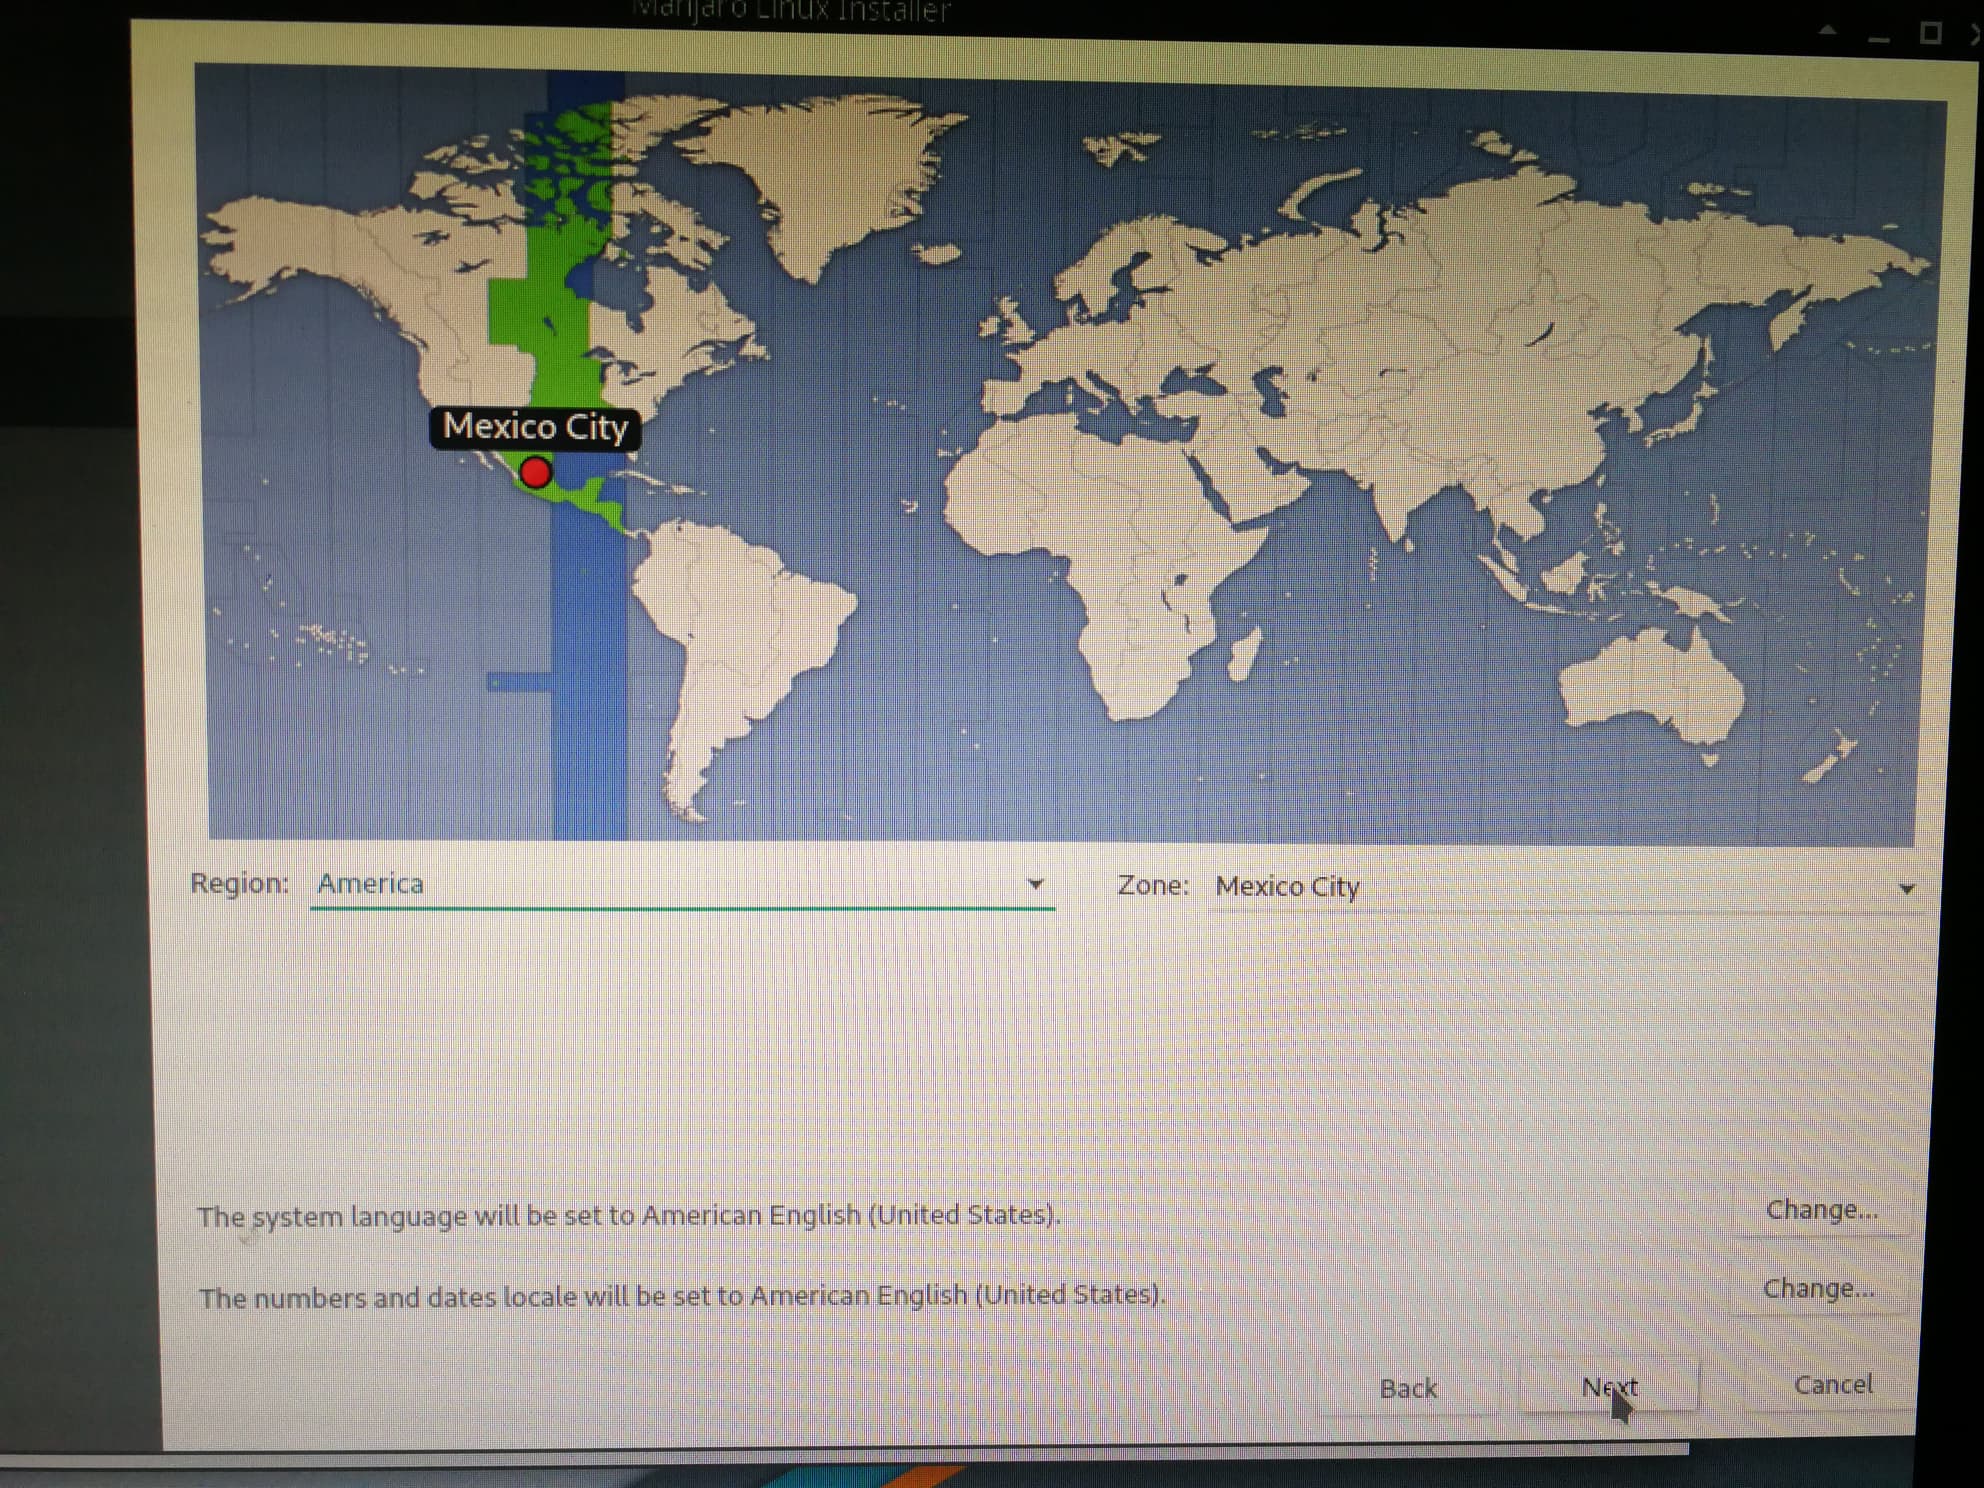 Manjaro Linux Installer
Mexico City
Region: America
Zone: Mexico City
The system language will be set to American English (United States).
Change...
The numbers and dates locale will be set to American English (United States).
Change...
Back
Next
Cancel